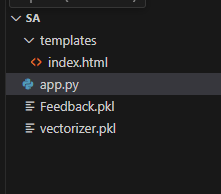 SA
templates
index.html
app.py
Feedback.pkl
vectorizer.pkl